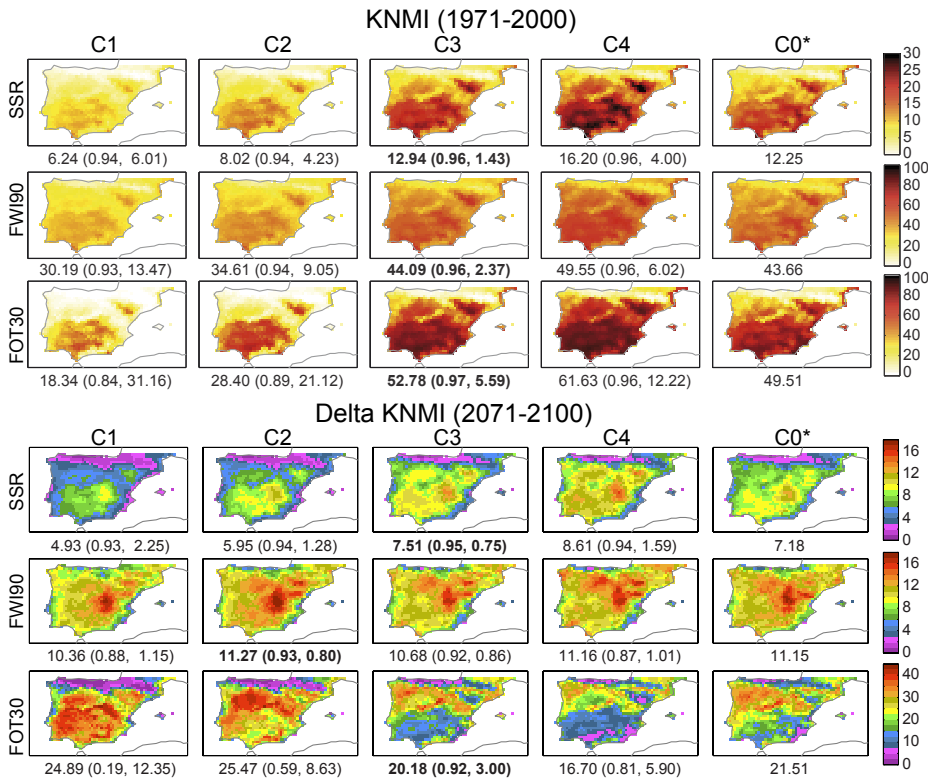 KNMI (1971-2000)
C1 C2 C3 C4 C0*
SSR
30
25
20
15
10
5
0
6.24 (0.94, 6.01) 8.02 (0.94, 4.23) 12.94 (0.96, 1.43) 16.20 (0.96, 4.00) 12.25
FWI90
100
80
60
40
20
0
30.19 (0.93, 13.47) 34.61 (0.94, 9.05) 44.09 (0.96, 2.37) 49.55 (0.96, 6.02) 43.66
FOT30
100
80
60
40
20
0
18.34 (0.84, 31.16) 28.40 (0.89, 21.12) 52.78 (0.97, 5.59) 61.63 (0.96, 12.22) 49.51
Delta KNMI (2071-2100)
C1 C2 C3 C4 C0*
SSR
16
12
8
4
0
4.93 (0.93, 2.25) 5.95 (0.94, 1.28) 7.51 (0.95, 0.75) 8.61 (0.94, 1.59) 7.18
FWI90
16
12
8
4
0
10.36 (0.88, 1.15) 11.27 (0.93, 0.80) 10.68 (0.92, 0.86) 11.16 (0.87, 1.01) 11.15
FOT30
40
30
20
10
0
24.89 (0.19, 12.35) 25.47 (0.59, 8.63) 20.18 (0.92, 3.00) 16.70 (0.81, 5.90) 21.51